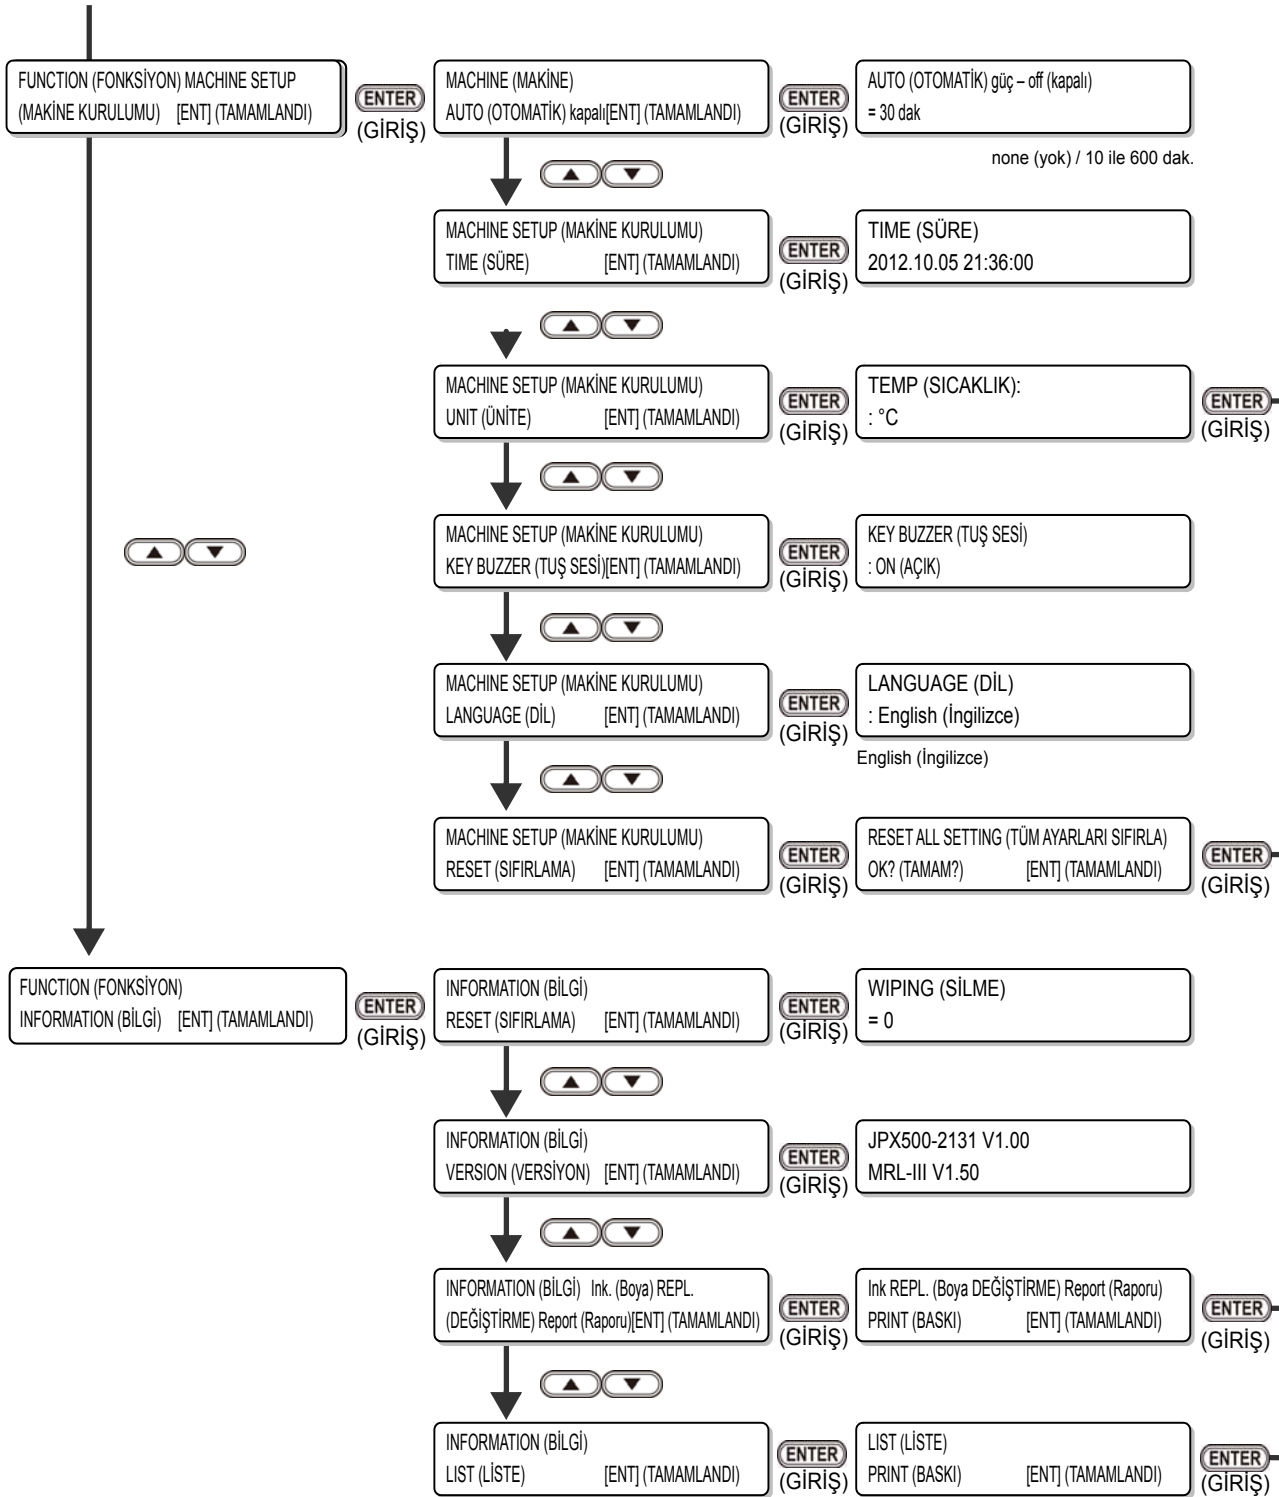 FUNCTION (FONKSİYON) MACHINE SETUP
(MAKİNE KURULUMU) [ENT] (TAMAMLANDI)
ENTER
(GİRİŞ)
MACHINE (MAKİNE)
AUTO (OTOMATİK) kapalı[ENT] (TAMAMLANDI)
ENTER
(GİRİŞ)
AUTO (OTOMATİK) güç – off (kapalı)
= 30 dak
none (yok) / 10 ile 600 dak.
MACHINE SETUP (MAKİNE KURULUMU)
TIME (SÜRE) [ENT] (TAMAMLANDI)
ENTER
(GİRİŞ)
TIME (SÜRE)
2012.10.05 21:36:00
MACHINE SETUP (MAKİNE KURULUMU)
UNIT (ÜNİTE) [ENT] (TAMAMLANDI)
ENTER
(GİRİŞ)
TEMP (SICAKLIK):
: °C
ENTER
(GİRİŞ)
MACHINE SETUP (MAKİNE KURULUMU)
KEY BUZZER (TUŞ SESİ)[ENT] (TAMAMLANDI)
ENTER
(GİRİŞ)
KEY BUZZER (TUŞ SESİ)
: ON (AÇIK)
MACHINE SETUP (MAKİNE KURULUMU)
LANGUAGE (DİL) [ENT] (TAMAMLANDI)
ENTER
(GİRİŞ)
LANGUAGE (DİL)
: English (İngilizce)
English (İngilizce)
MACHINE SETUP (MAKİNE KURULUMU)
RESET (SIFIRLAMA) [ENT] (TAMAMLANDI)
ENTER
(GİRİŞ)
RESET ALL SETTING (TÜM AYARLARI SIFIRLA)
OK? (TAMAM?) [ENT] (TAMAMLANDI)
ENTER
(GİRİŞ)
FUNCTION (FONKSİYON)
INFORMATION (BİLGİ) [ENT] (TAMAMLANDI)
ENTER
(GİRİŞ)
INFORMATION (BİLGİ)
RESET (SIFIRLAMA) [ENT] (TAMAMLANDI)
ENTER
(GİRİŞ)
WIPING (SİLME)
= 0
INFORMATION (BİLGİ)
VERSION (VERSİYON) [ENT] (TAMAMLANDI)
ENTER
(GİRİŞ)
JPX500-2131 V1.00
MRL-III V1.50
INFORMATION (BİLGİ) Ink. (Boya) REPL.
(DEĞİŞTİRME) Report (Raporu)[ENT] (TAMAMLANDI)
ENTER
(GİRİŞ)
Ink REPL. (Boya DEĞİŞTİRME) Report (Raporu)
PRINT (BASKI) [ENT] (TAMAMLANDI)
ENTER
(GİRİŞ)
INFORMATION (BİLGİ)
LIST (LİSTE) [ENT] (TAMAMLANDI)
ENTER
(GİRİŞ)
LIST (LİSTE)
PRINT (BASKI) [ENT] (TAMAMLANDI)
ENTER
(GİRİŞ)